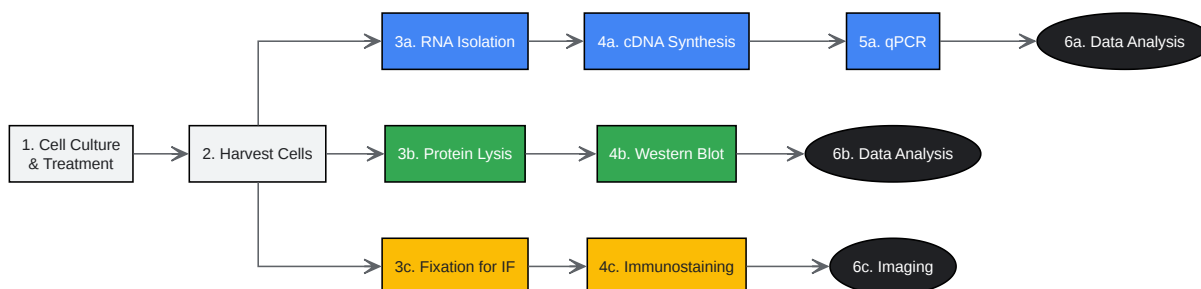 3a. RNA Isolation
4a. cDNA Synthesis
5a. qPCR
6a. Data Analysis
1. Cell Culture
& Treatment
2. Harvest Cells
3b. Protein Lysis
4b. Western Blot
6b. Data Analysis
3c. Fixation for IF
4c. Immunostaining
6c. Imaging